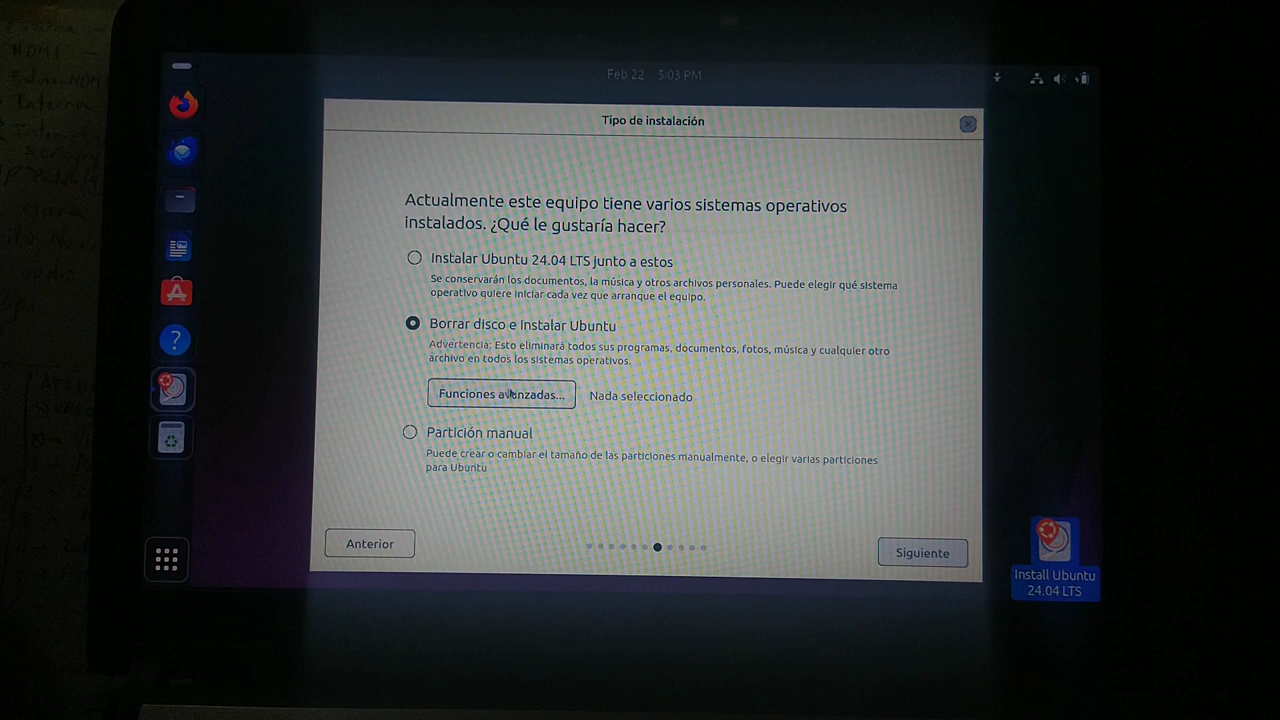 HDMI
Feb 22 5:03 PM
Tipo de instalación
Actualmente este equipo tiene varios sistemas operativos
instalados. ¿Qué le gustaría hacer?
Instalar Ubuntu 24.04 LTS junto a estos
Se conservarán los documentos, la música y otros archivos personales. Puede elegir qué sistema
operativo quiere iniciar cada vez que arranque el equipo.
Borrar disco e instalar Ubuntu
Advertencia: Esto eliminará todos sus programas, documentos, fotos, música y cualquier otro
archivo en todos los sistemas operativos.
Funciones avanzadas... Nada seleccionado
Partición manual
Puede crear o cambiar el tamaño de las particiones manualmente, o elegir varias particiones
para Ubuntu
Anterior
Siguiente
Install Ubuntu
24.04 LTS